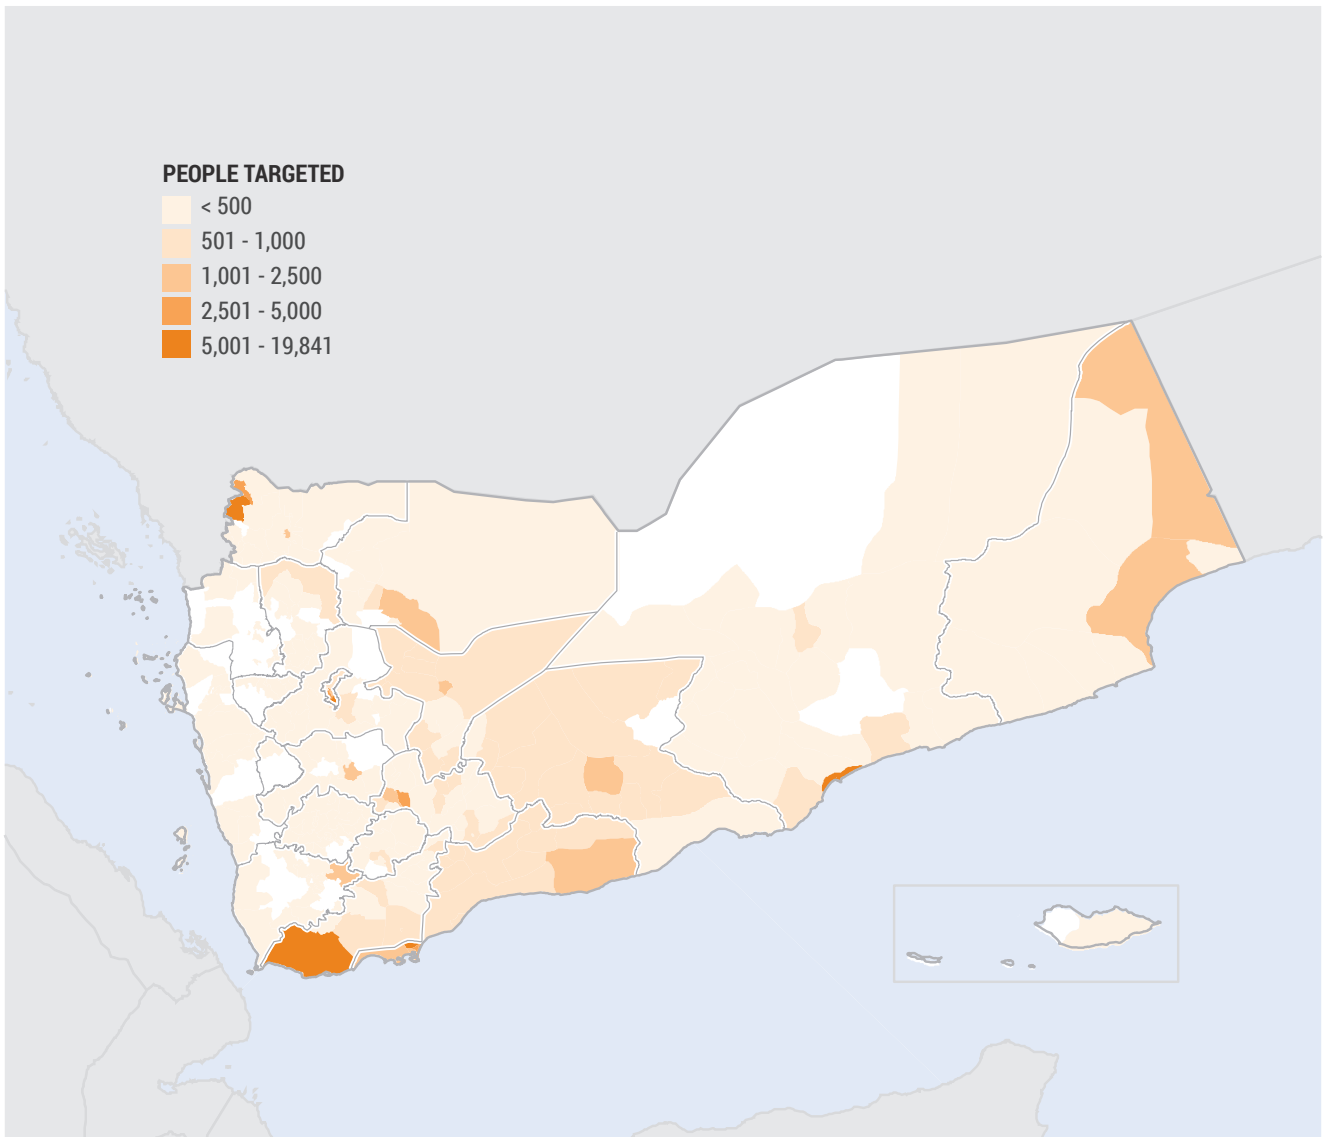 PEOPLE TARGETED
< 500
501 - 1,000
1,001 - 2,500
2,501 - 5,000
5,001 - 19,841